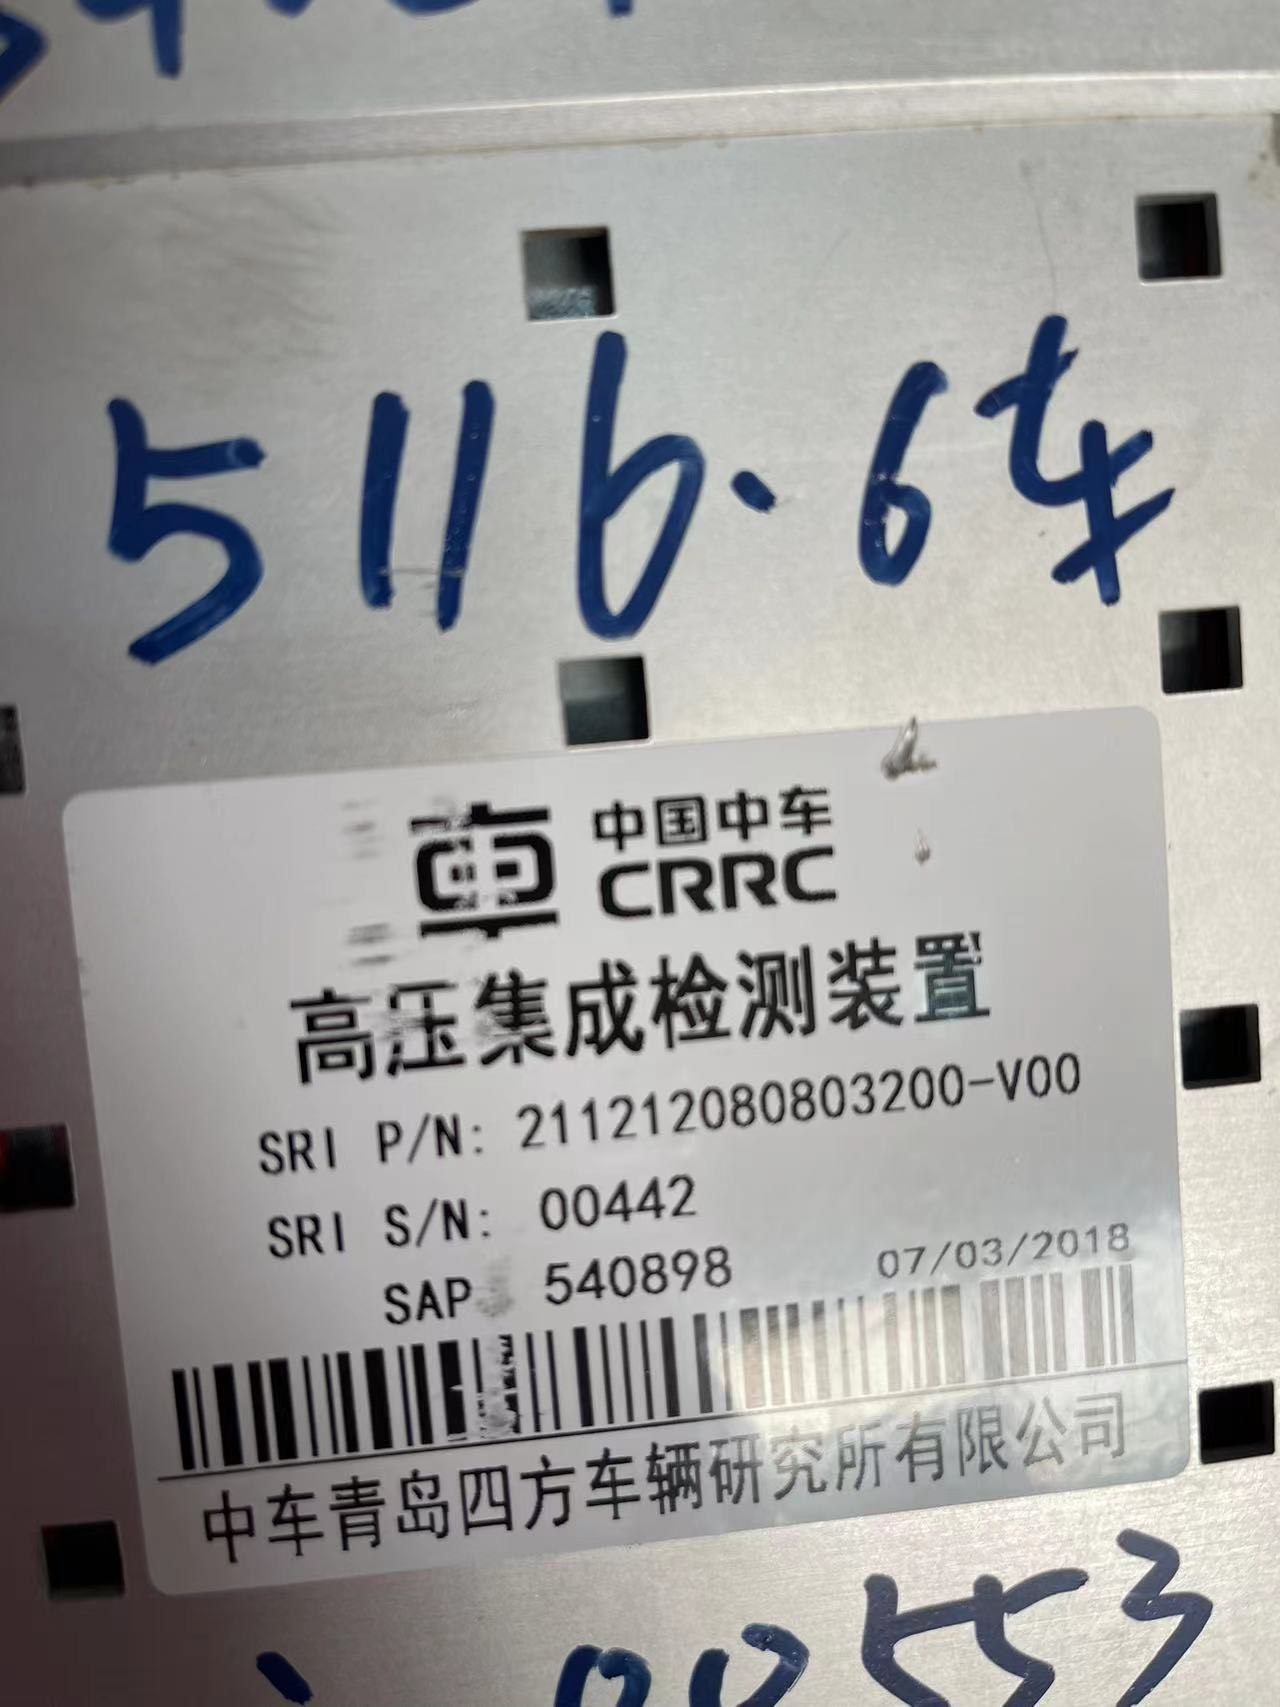 5116.6车
中国中车
CRRC
高压集成检测装置
SRI P/N: 211212080803200-V00
SRI S/N: 00442
SAP 540898
07/03/2018
中车青岛四方车辆研究所有限公司
00553